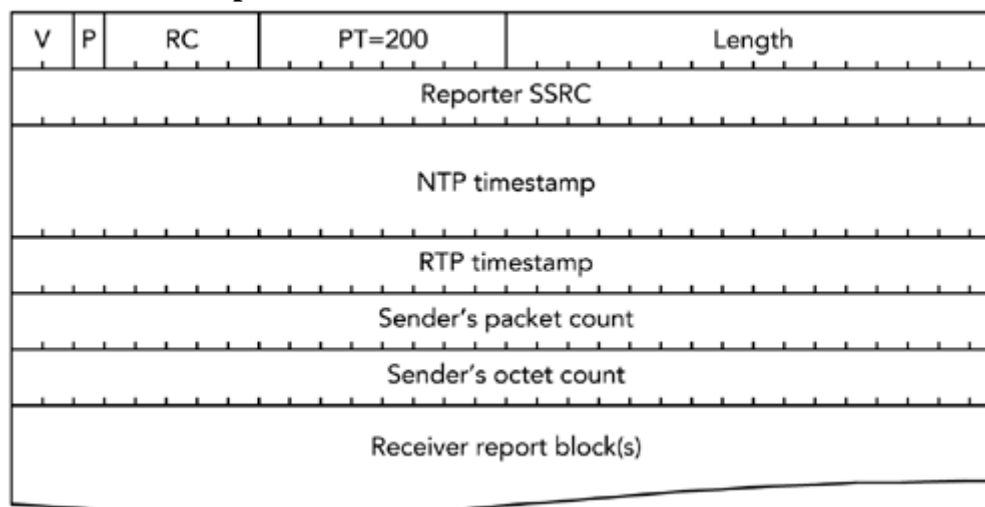 V P RC PT=200 Length
Reporter SSRC
NTP timestamp
RTP timestamp
Sender's packet count
Sender's octet count
Receiver report block(s)